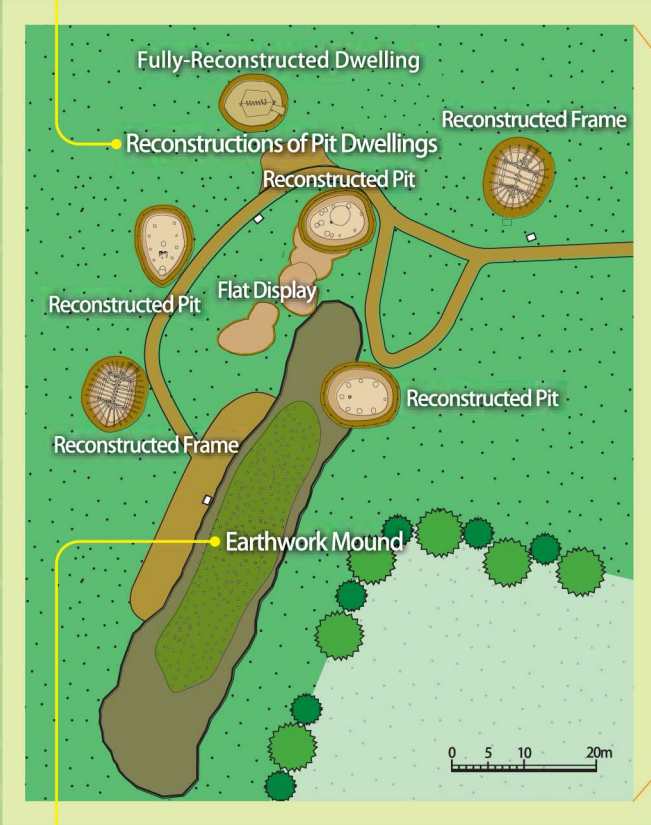 Fully-Reconstructed Dwelling
Reconstructed Frame
Reconstructions of Pit Dwellings
Reconstructed Pit
Flat Display
Reconstructed Pit
Reconstructed Pit
Reconstructed Frame
Earthwork Mound
0 5 10 20m